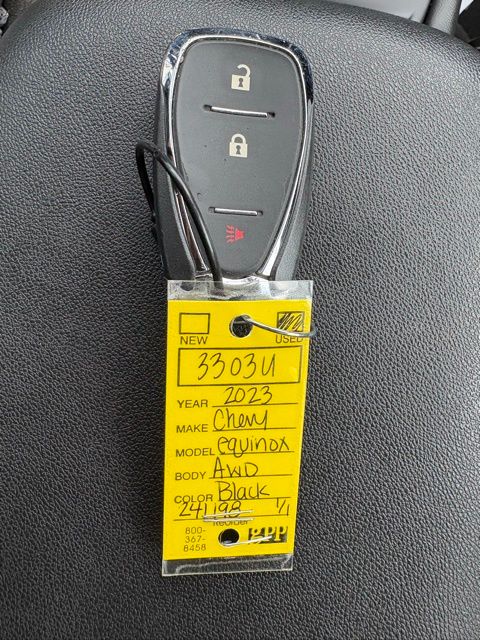 NEW USED
3303U
YEAR 2023
MAKE Chevy
MODEL equinox
BODY AWD
COLOR Black
241198 1/1
Reorder
800-
367-
8458